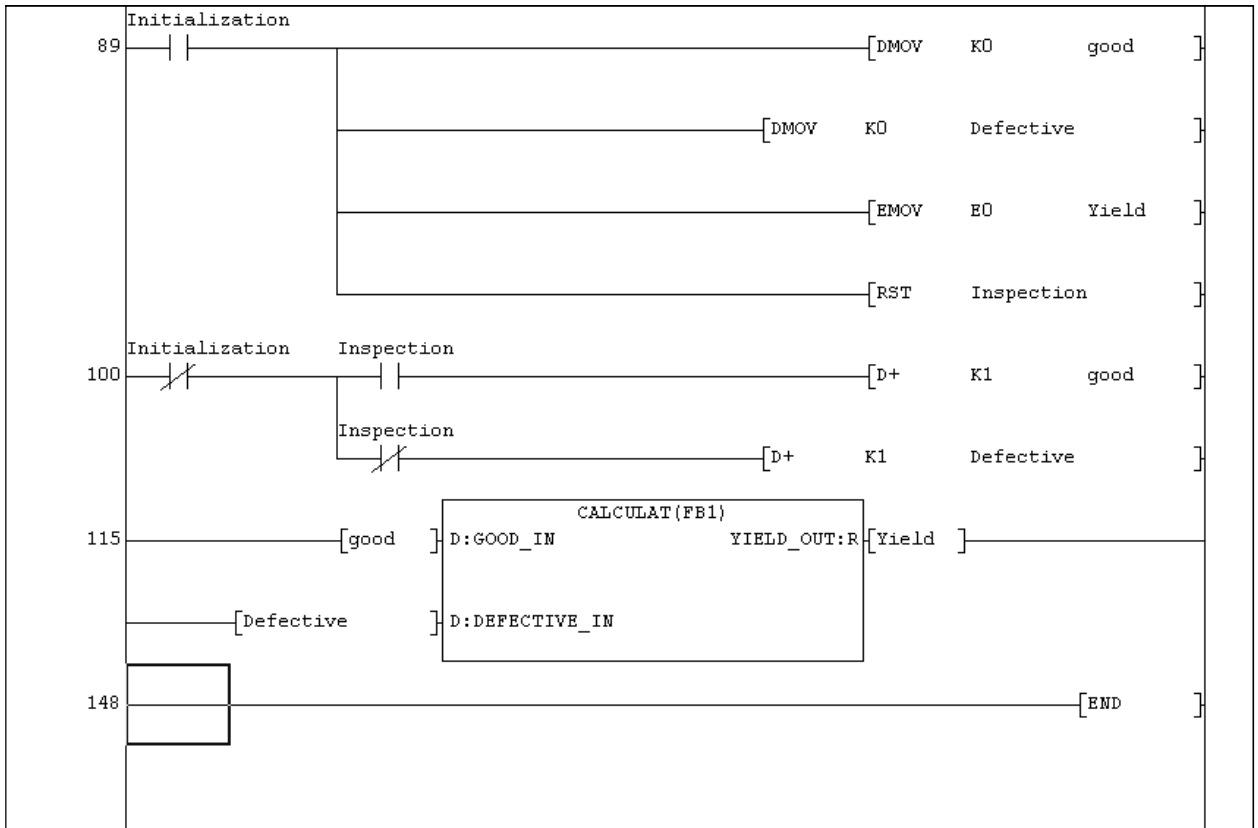 Initialization
89 DMOV K0 good
DMOV K0 Defective
EMOV E0 Yield
RST Inspection
Initialization Inspection
100 D+ K1 good
Inspection
D+ K1 Defective
CALCULAT(FB1)
115 good D:GOOD_IN YIELD_OUT:R Yield
Defective D:DEFECTIVE_IN
148 END